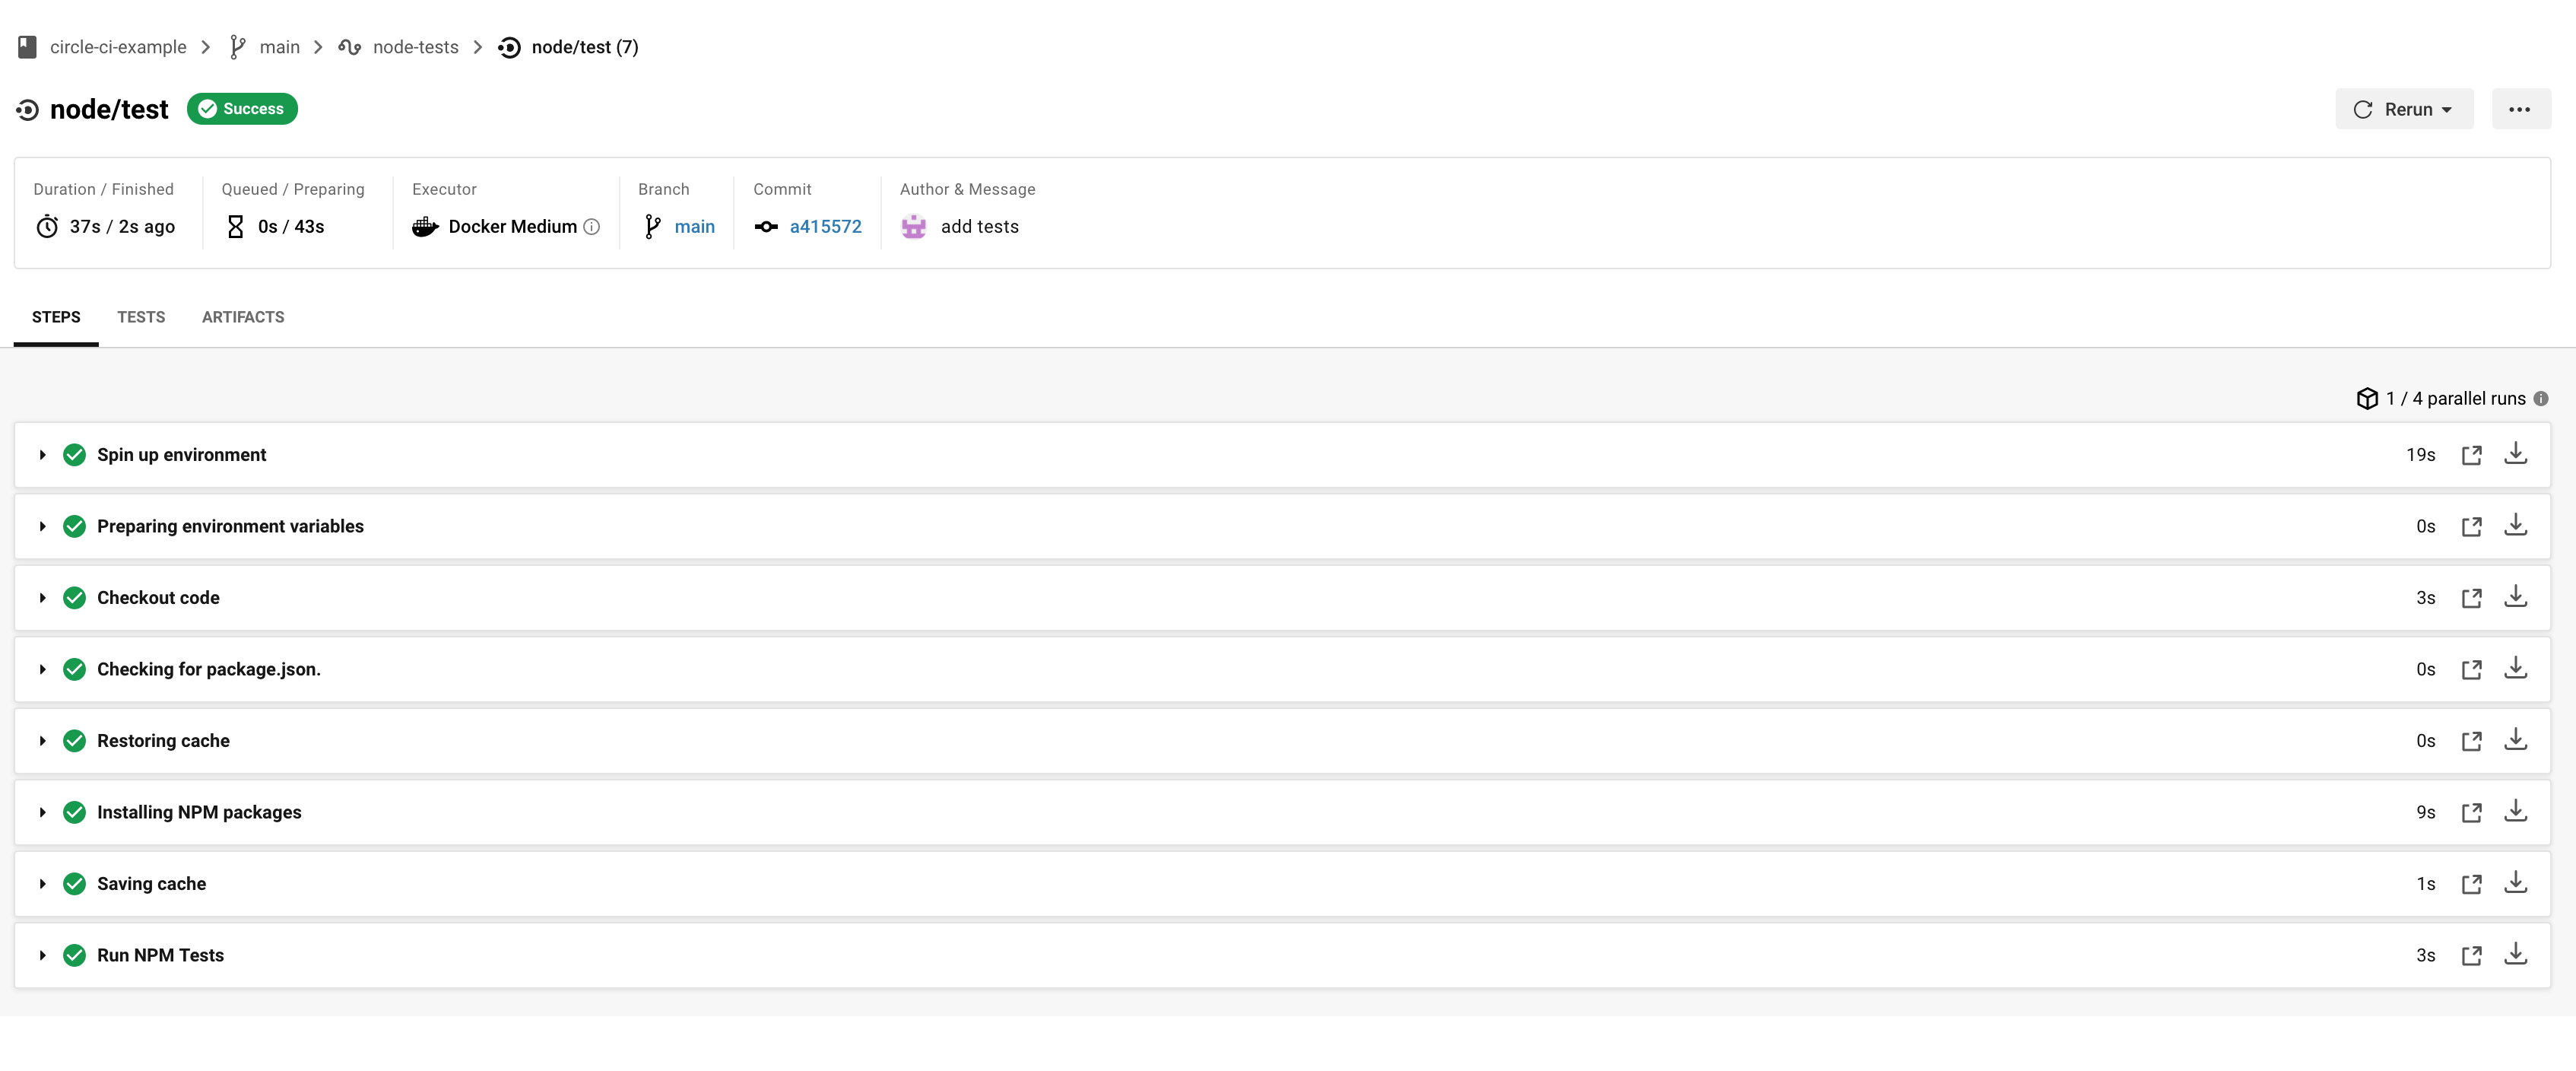 circle-ci-example > main > node-tests > node/test (7)
node/test Success
Rerun
Duration / Finished
37s / 2s ago
Queued / Preparing
0s / 43s
Executor
Docker Medium
Branch
main
Commit
a415572
Author & Message
add tests
STEPS TESTS ARTIFACTS
1 / 4 parallel runs
Spin up environment 19s
Preparing environment variables 0s
Checkout code 3s
Checking for package.json. 0s
Restoring cache 0s
Installing NPM packages 9s
Saving cache 1s
Run NPM Tests 3s